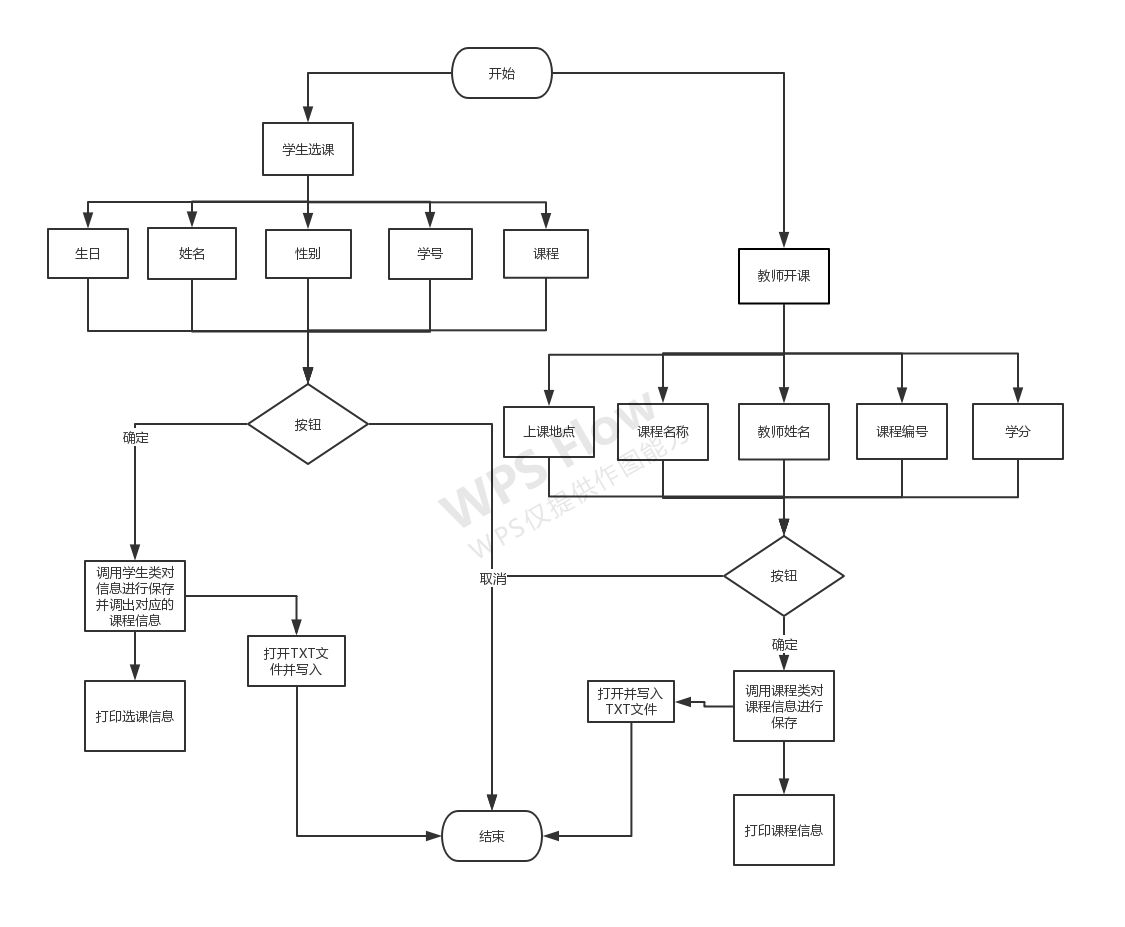 开始
学生选课
生日
姓名
性别
学号
课程
教师开课
按钮
确定
上课地点
课程名称
教师姓名
课程编号
学分
WPS Flow
WPS仅提供作图能力
取消
按钮
调用学生类对
信息进行保存
并调出对应的
课程信息
打开TXT文
件并写入
确定
打印选课信息
打开并写入
TXT文件
调用课程类对
课程信息进行
保存
结束
打印课程信息